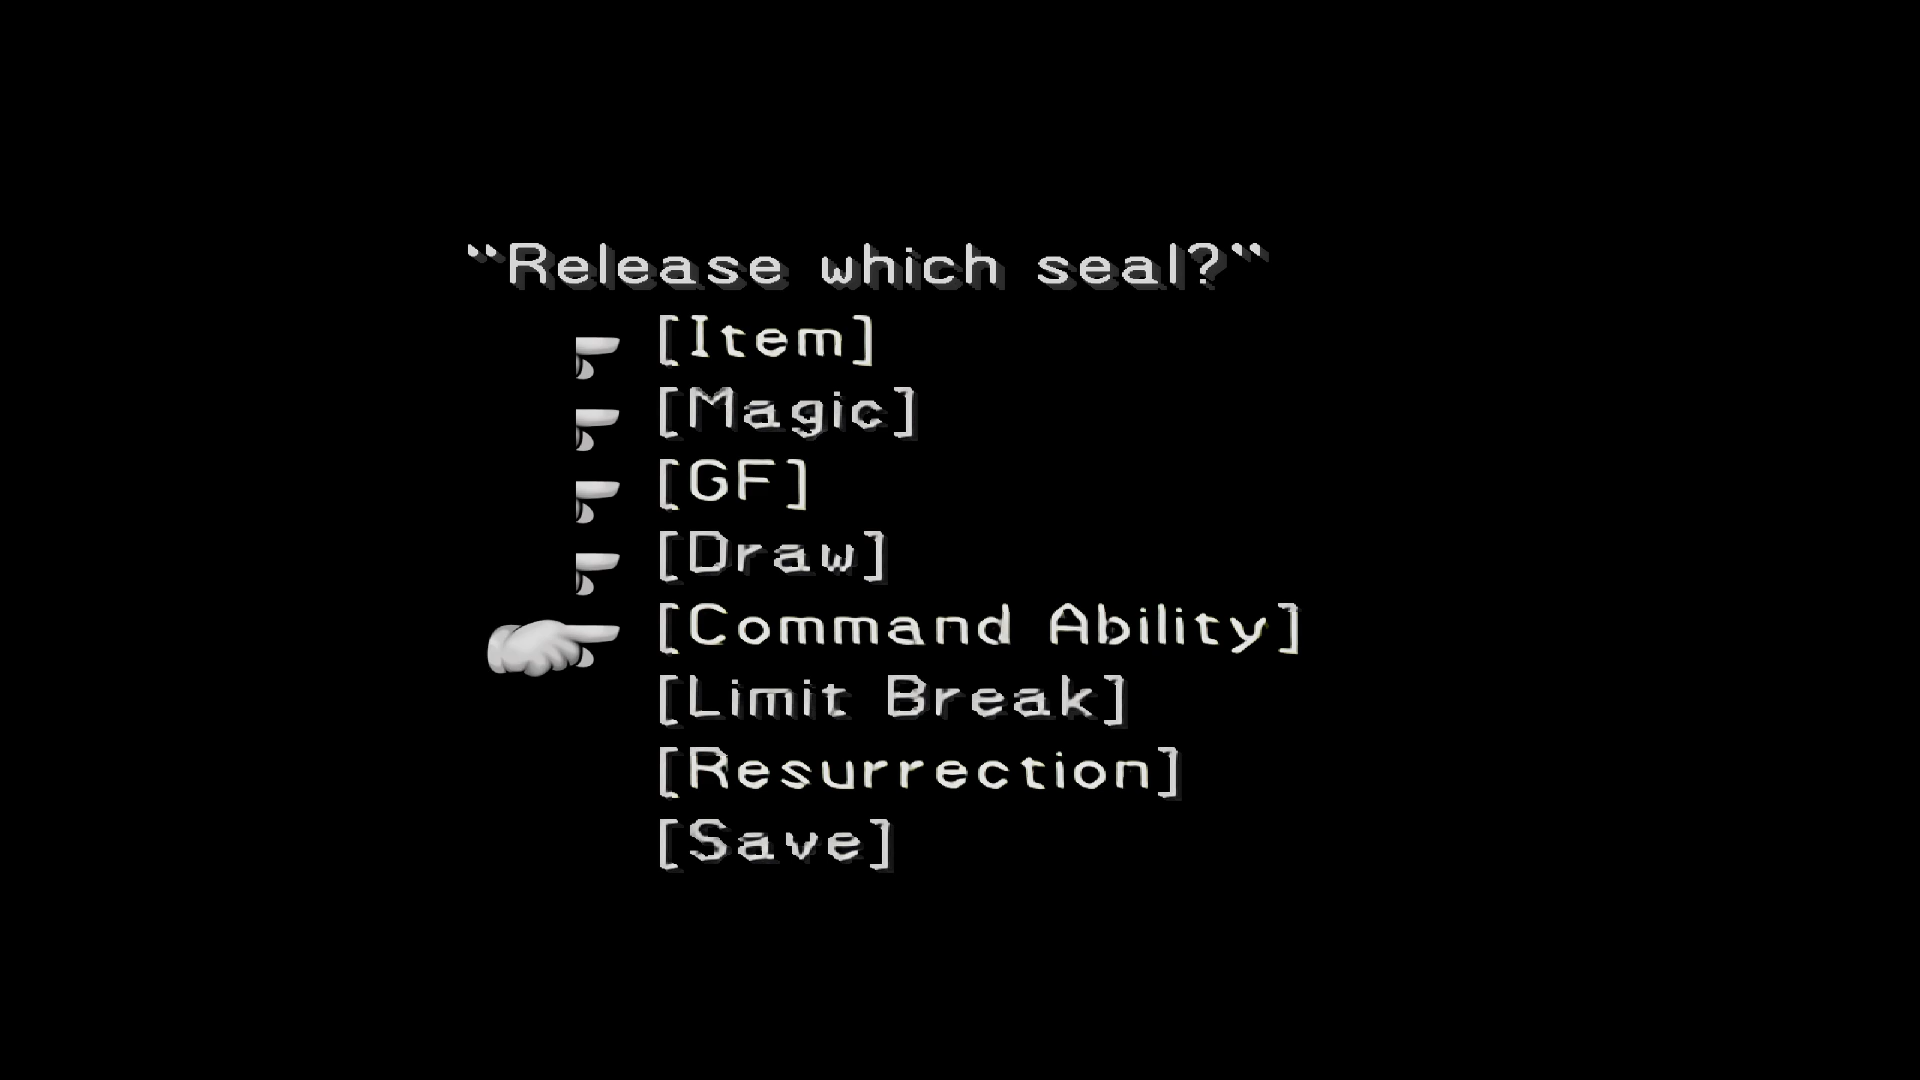 "Release which seal?"
[Item]
[Magic]
[GF]
[Draw]
[Command Ability]
[Limit Break]
[Resurrection]
[Save]